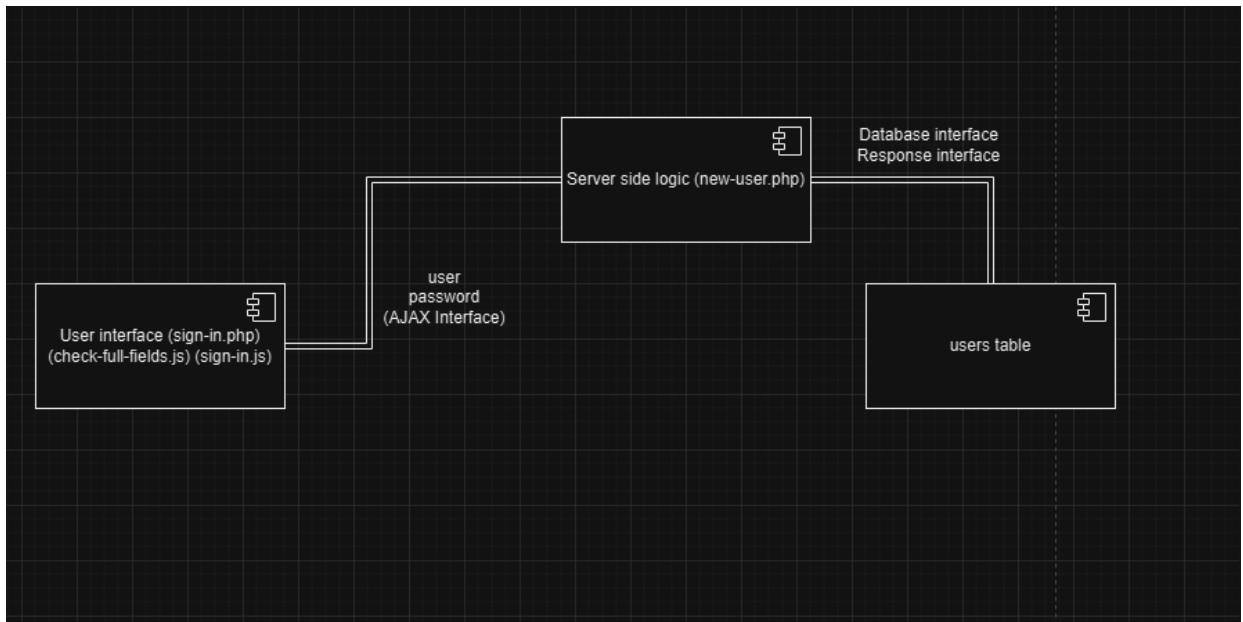 Database interface
Response interface
Server side logic (new-user.php)
user
password
(AJAX Interface)
User interface (sign-in.php)
(check-full-fields.js) (sign-in.js)
users table